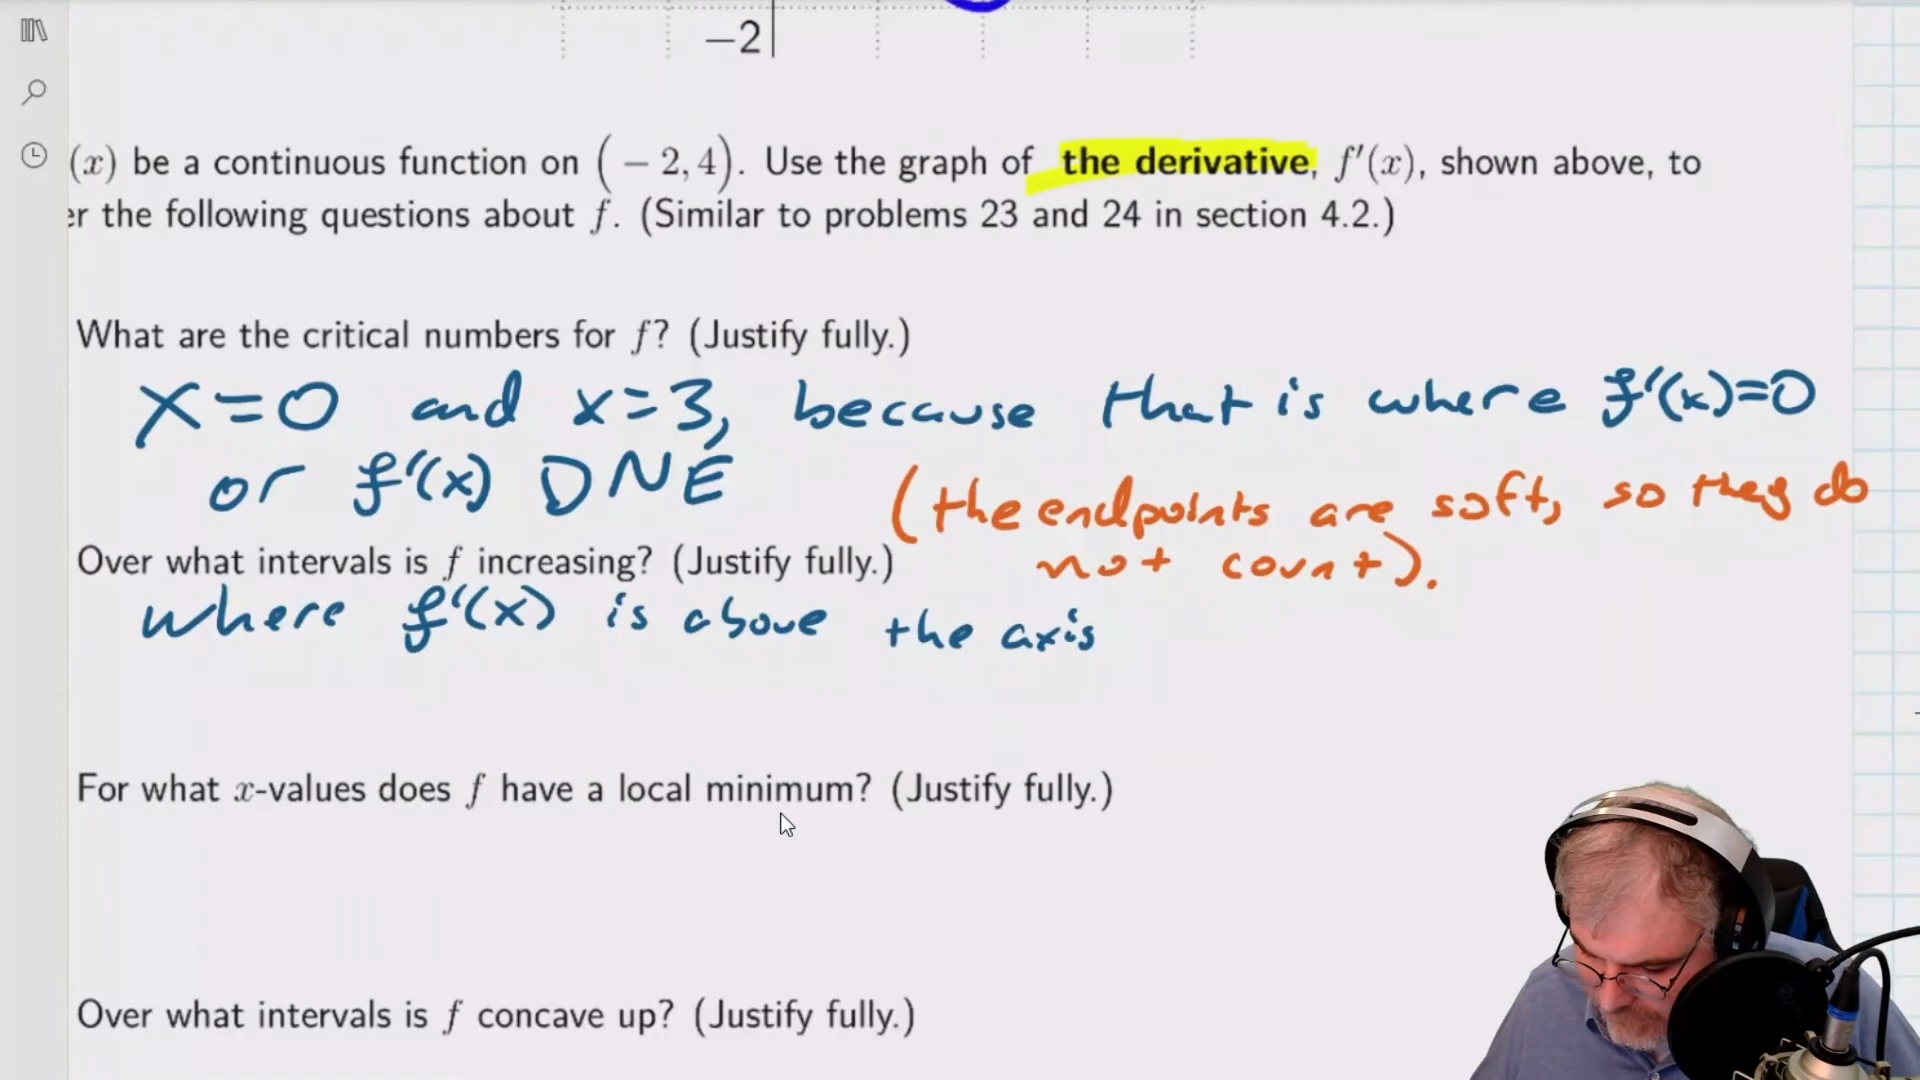 −2
(x) be a continuous function on (− 2, 4). Use the graph of the derivative, f′(x), shown above, to
er the following questions about f. (Similar to problems 23 and 24 in section 4.2.)
What are the critical numbers for f? (Justify fully.)
x=0 and x=3, because that is where f'(x)=0
or f'(x) DNE
(the endpoints are soft, so they do
not count).
Over what intervals is f increasing? (Justify fully.)
where f'(x) is above the axis
For what x-values does f have a local minimum? (Justify fully.)
Over what intervals is f concave up? (Justify fully.)